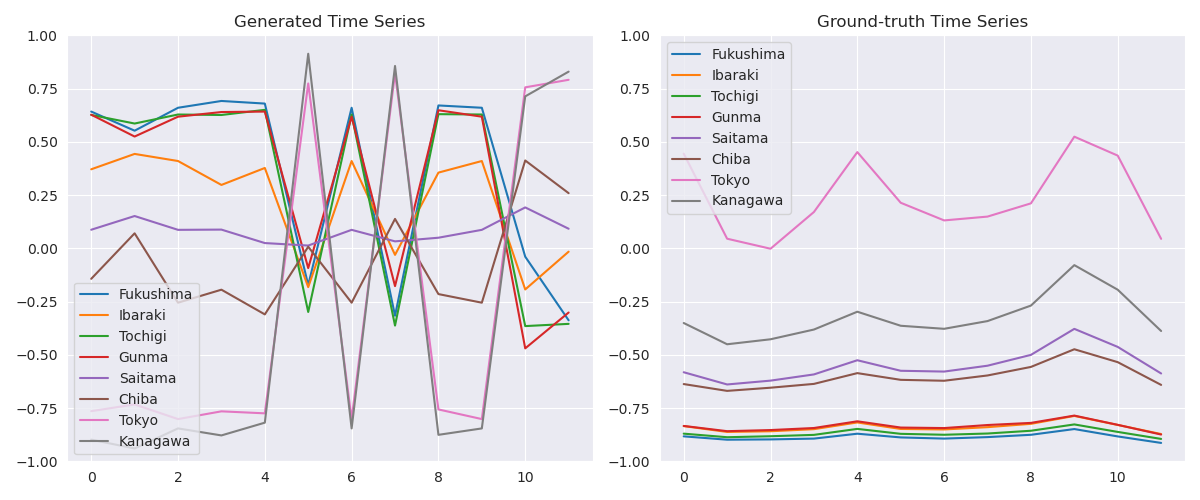 Generated Time Series
1.00
0.75
0.50
0.25
0.00
−0.25
−0.50
−0.75
−1.00
0 2 4 6 8 10
Fukushima
Ibaraki
Tochigi
Gunma
Saitama
Chiba
Tokyo
Kanagawa
Ground-truth Time Series
1.00
0.75
0.50
0.25
0.00
−0.25
−0.50
−0.75
−1.00
0 2 4 6 8 10
Fukushima
Ibaraki
Tochigi
Gunma
Saitama
Chiba
Tokyo
Kanagawa